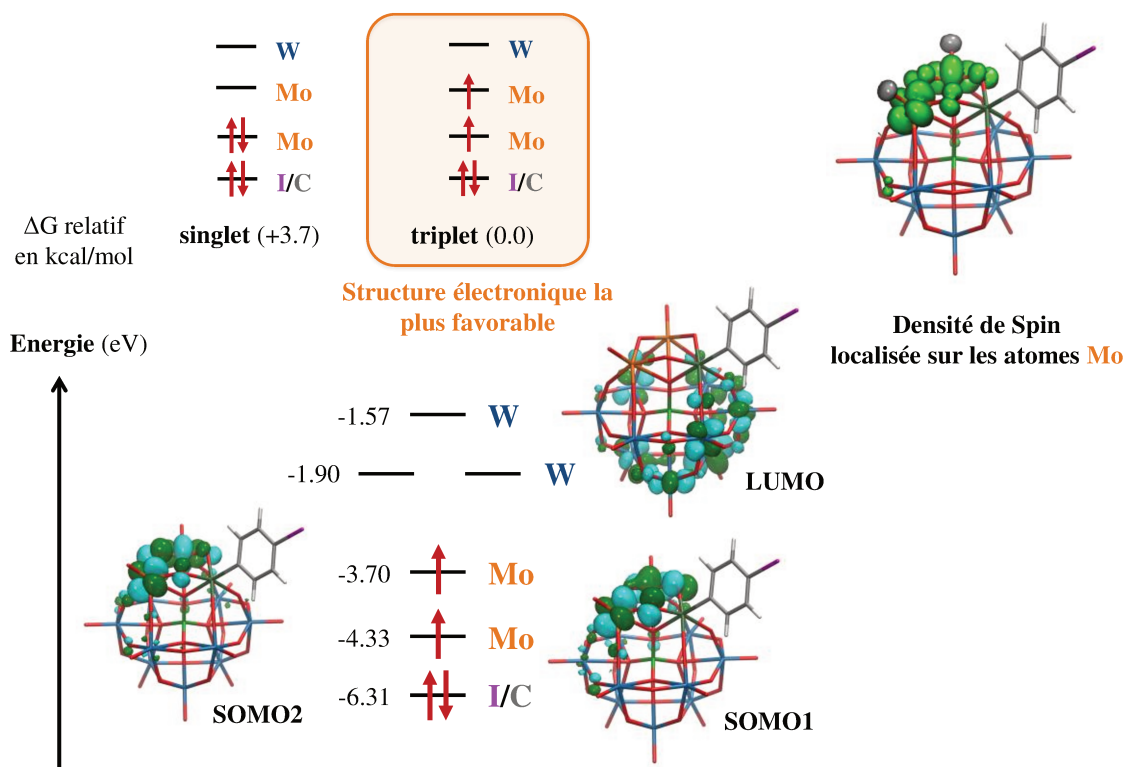 W
W
Mo
Mo
Mo
Mo
I/C
I/C
ΔG relatif
en kcal/mol
singlet (+3.7)
triplet (0.0)
Structure électronique la
plus favorable
Densité de Spin
localisée sur les atomes Mo
Energie (eV)
-1.57
W
-1.90
W
LUMO
-3.70
Mo
-4.33
Mo
-6.31
I/C
SOMO2
SOMO1